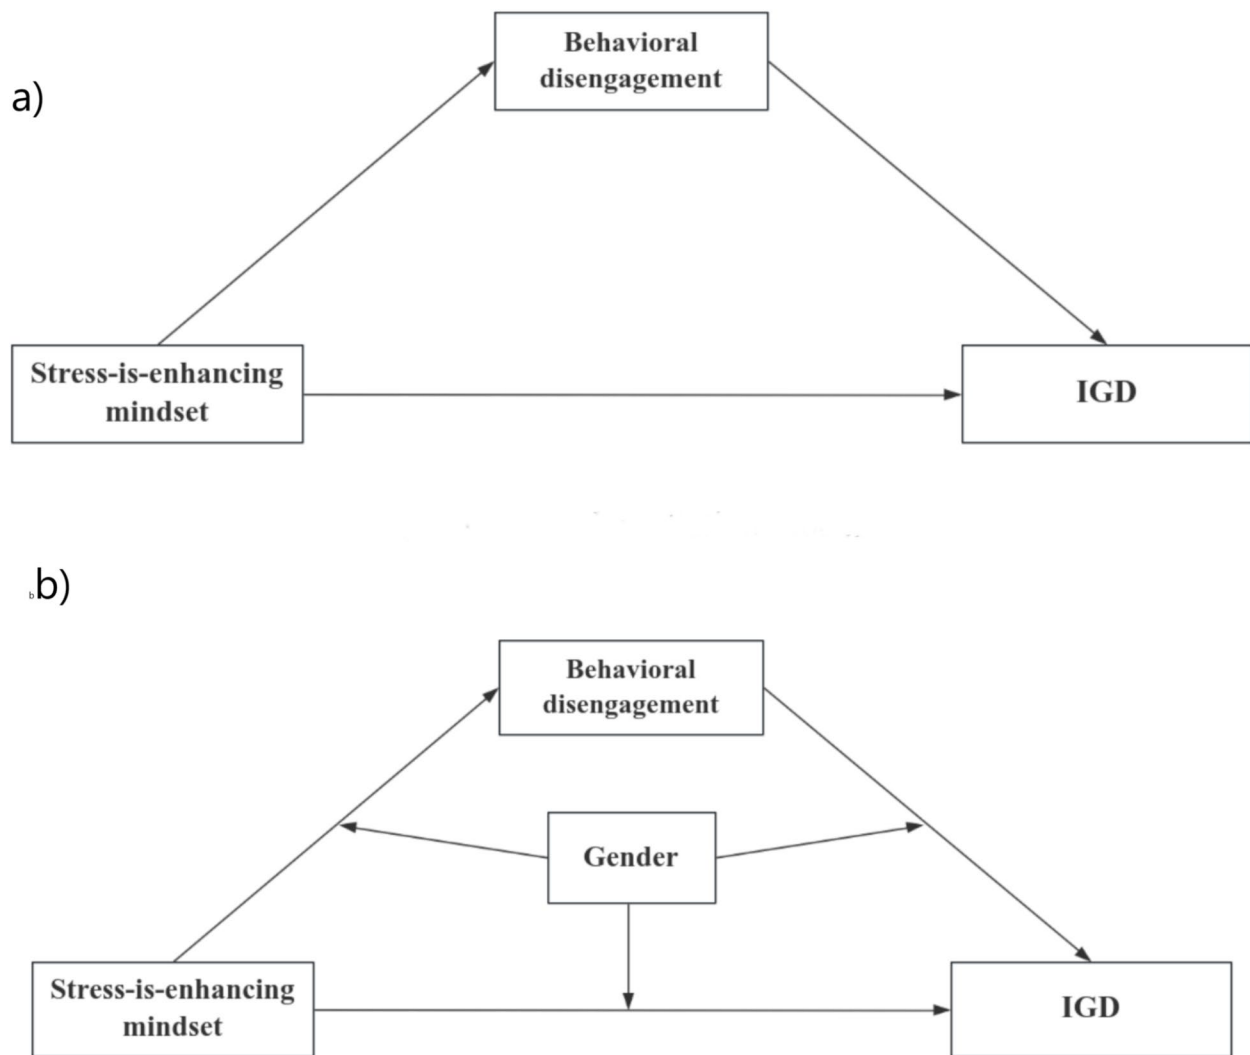 a)
Behavioral
disengagement
Stress-is-enhancing
mindset
IGD
b b)
Behavioral
disengagement
Gender
Stress-is-enhancing
mindset
IGD